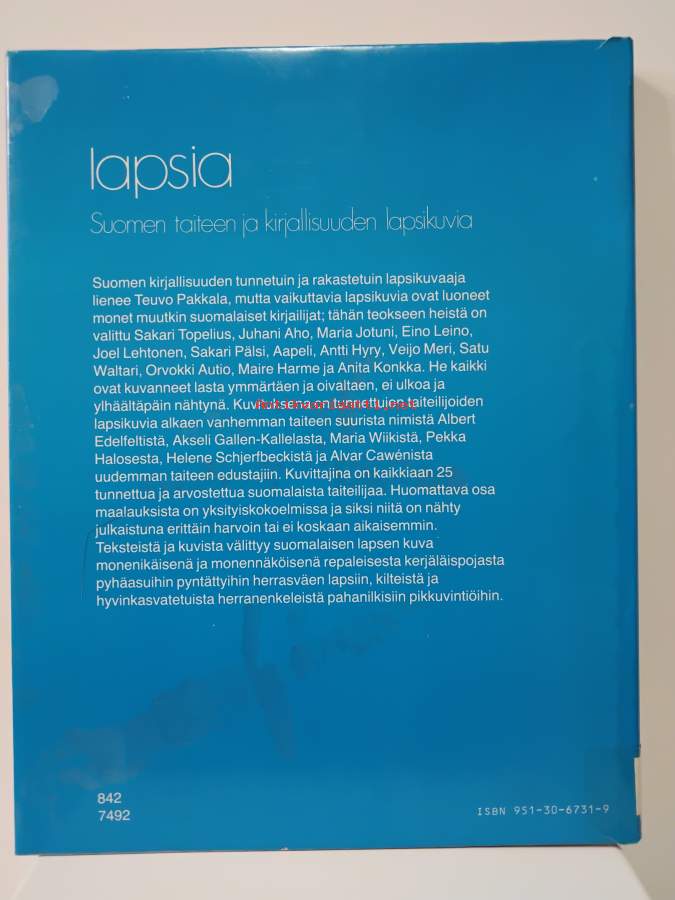 lapsia
Suomen taiteen ja kirjallisuuden lapsikuvia
Suomen kirjallisuuden tunnetuin ja rakastetuin lapsikuvaaja
lienee Teuvo Pakkala, mutta vaikuttavia lapsikuvia ovat luoneet
monet muutkin suomalaiset kirjailijat; tähän teokseen heistä on
valittu Sakari Topelius, Juhani Aho, Maria Jotuni, Eino Leino,
Joel Lehtonen, Sakari Pälsi, Aapeli, Antti Hyry, Veijo Meri, Satu
Waltari, Orvokki Autio, Maire Harme ja Anita Konkka. He kaikki
ovat kuvanneet lasta ymmärtäen ja oivaltaen, ei ulkoa ja
ylhäältäpäin nähtynä. Kuvituksena on tunnettujen taiteilijoiden
lapsikuvia alkaen vanhemman taiteen suurista nimistä Albert
Edelfeltistä, Akseli Gallen-Kallelasta, Maria Wiikistä, Pekka
Halosesta, Helene Schjerfbeckistä ja Alvar Cawénista
uudemman taiteen edustajiin. Kuvittajina on kaikkiaan 25
tunnettua ja arvostettua suomalaista taiteilijaa. Huomattava osa
maalauksista on yksityiskokoelmissa ja siksi niitä on nähty
julkaistuna erittäin harvoin tai ei koskaan aikaisemmin.
Teksteistä ja kuvista välittyy suomalaisen lapsen kuva
monenikäisenä ja monennäköisenä repaleisesta kerjäläispojasta
pyhäasuihin pyntättyihin herrasväen lapsiin, kilteistä ja
hyvinkasvatetuista herranenkeleistä pahanilkisiin pikkuvintiöihin.
842
7492
ISBN 951-30-6731-9